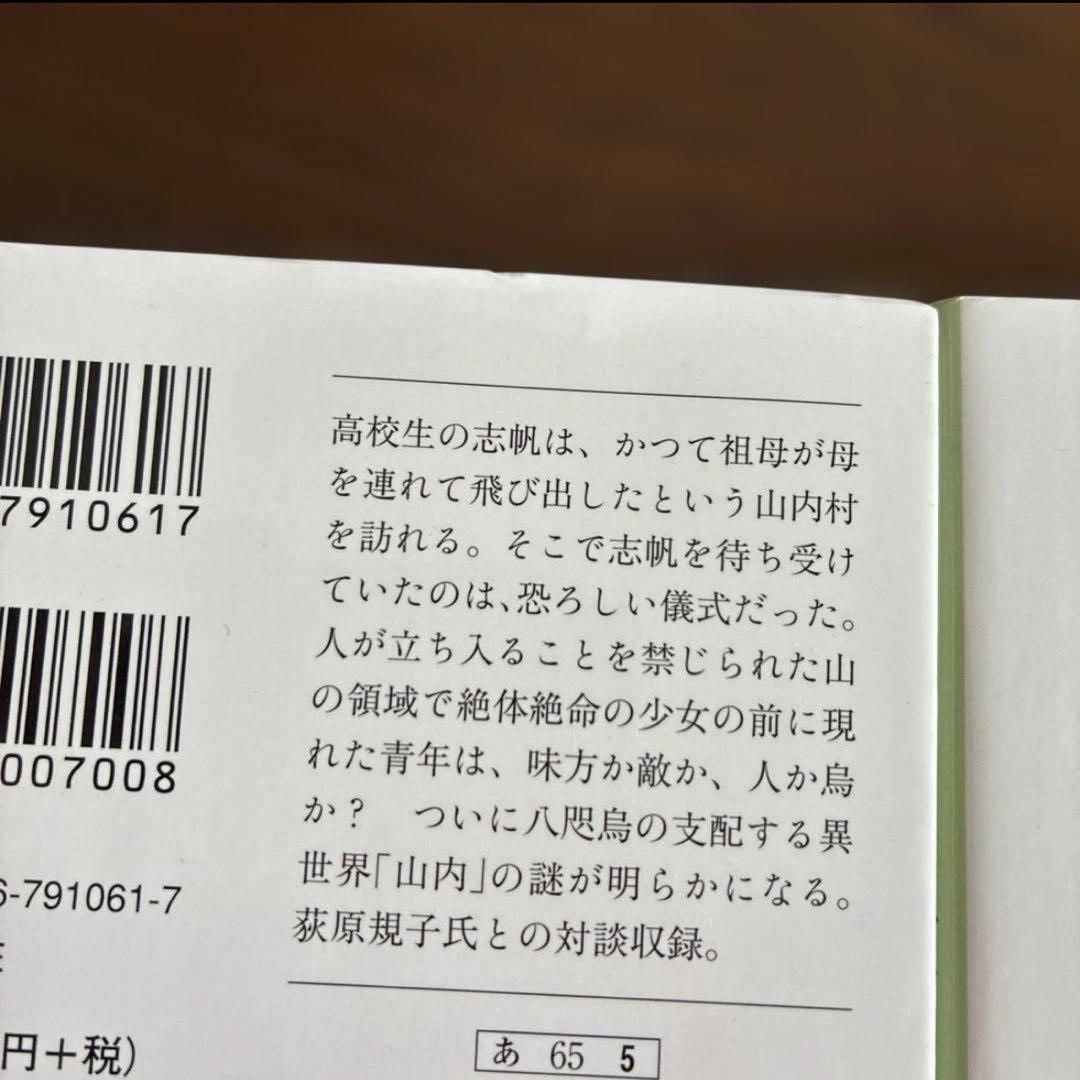 7910617
007008
6-791061-7
円+税)
高校生の志帆は、かつて祖母が母
を連れて飛び出したという山内村
を訪れる。そこで志帆を待ち受け
ていたのは、恐ろしい儀式だった。
人が立ち入ることを禁じられた山
の領域で絶体絶命の少女の前に現
れた青年は、味方か敵か、人か烏
か?　ついに八咫烏の支配する異
世界「山内」の謎が明らかになる。
荻原規子氏との対談収録。
あ 65 5